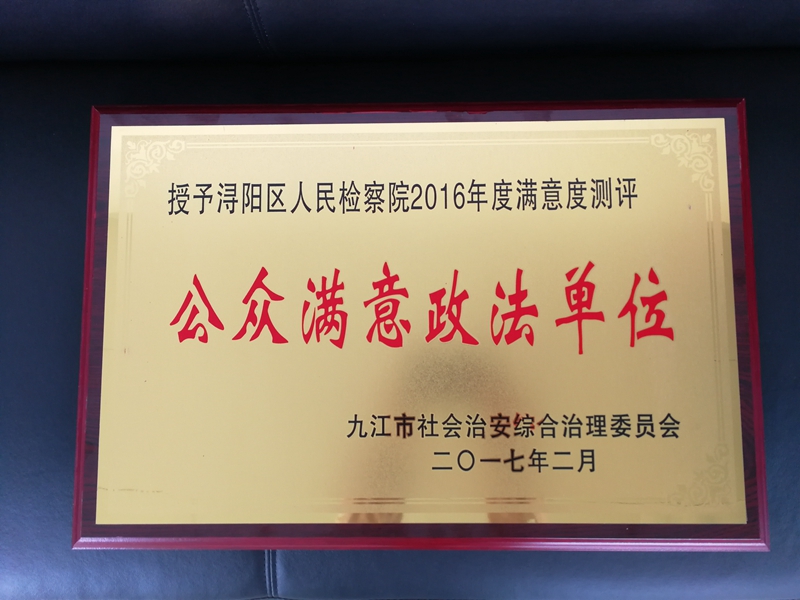 授予浔阳区人民检察院2016年度满意度测评
公众满意政法单位
九江市社会治安综合治理委员会
二〇一七年二月